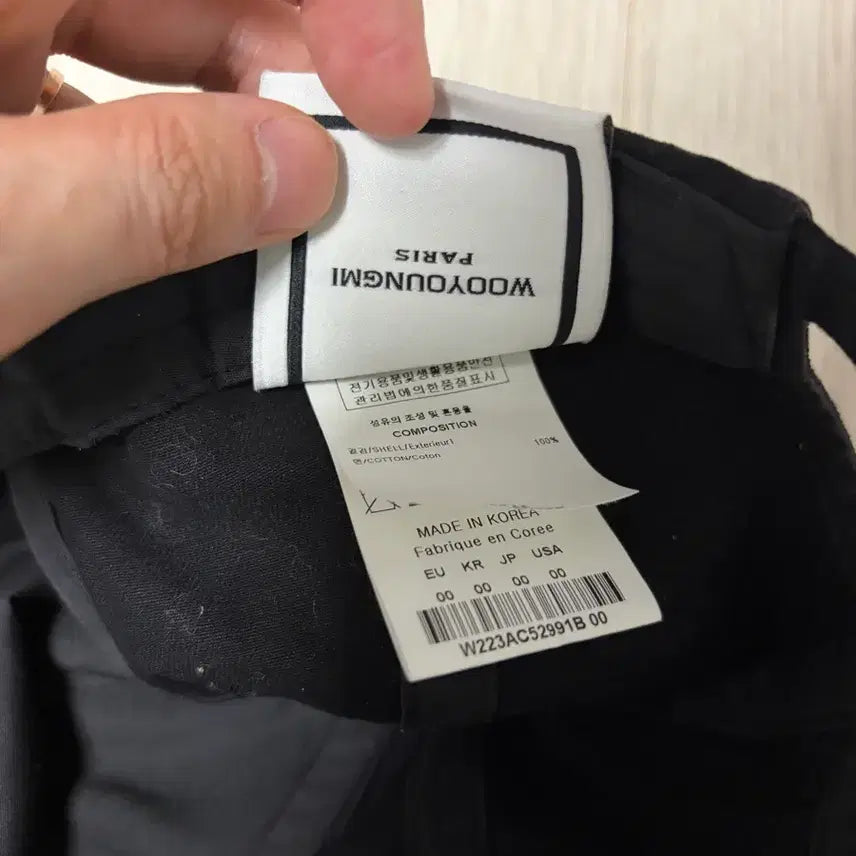 WOOYOUNGMI
PARIS
전기용품및생활용품안전
관리법에의한품질표시
섬유의 조성 및 혼용율
COMPOSITION
겉감/SHELL/Exterieur1
면/COTTON/Coton 100%
MADE IN KOREA
Fabrique en Coree
EU KR JP USA
00 00 00 00
W223AC52991B 00